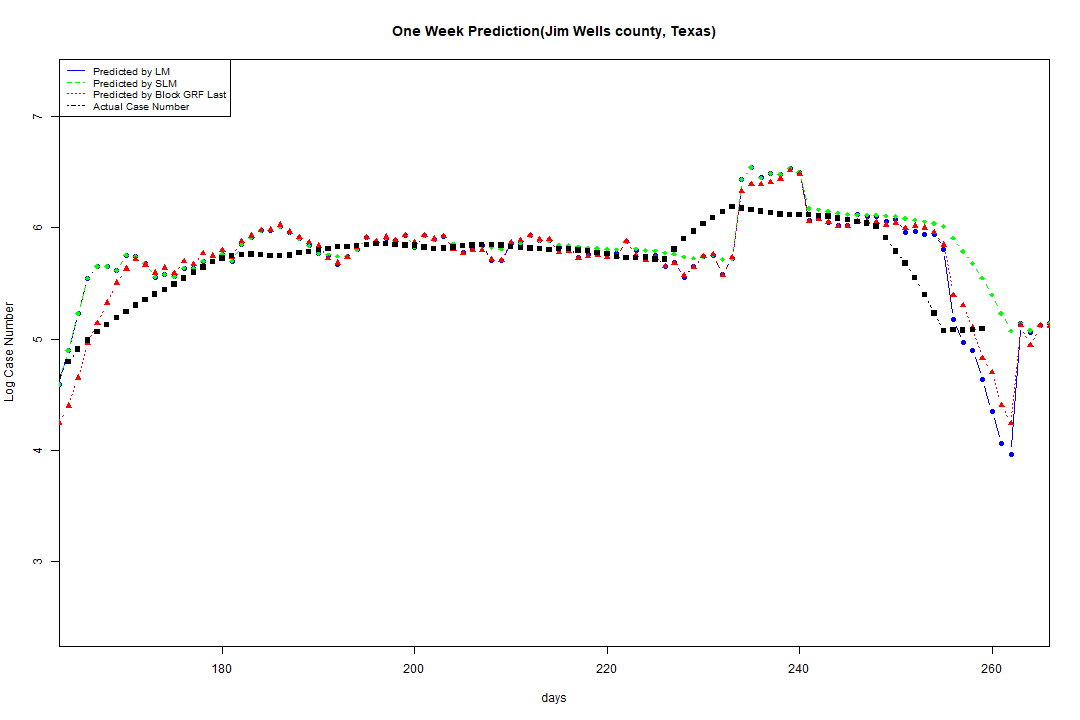 One Week Prediction(Jim Wells county, Texas)
Predicted by LM
Predicted by SLM
Predicted by Block GRF Last
Actual Case Number
7
6
5
4
3
Log Case Number
180 200 220 240 260
days